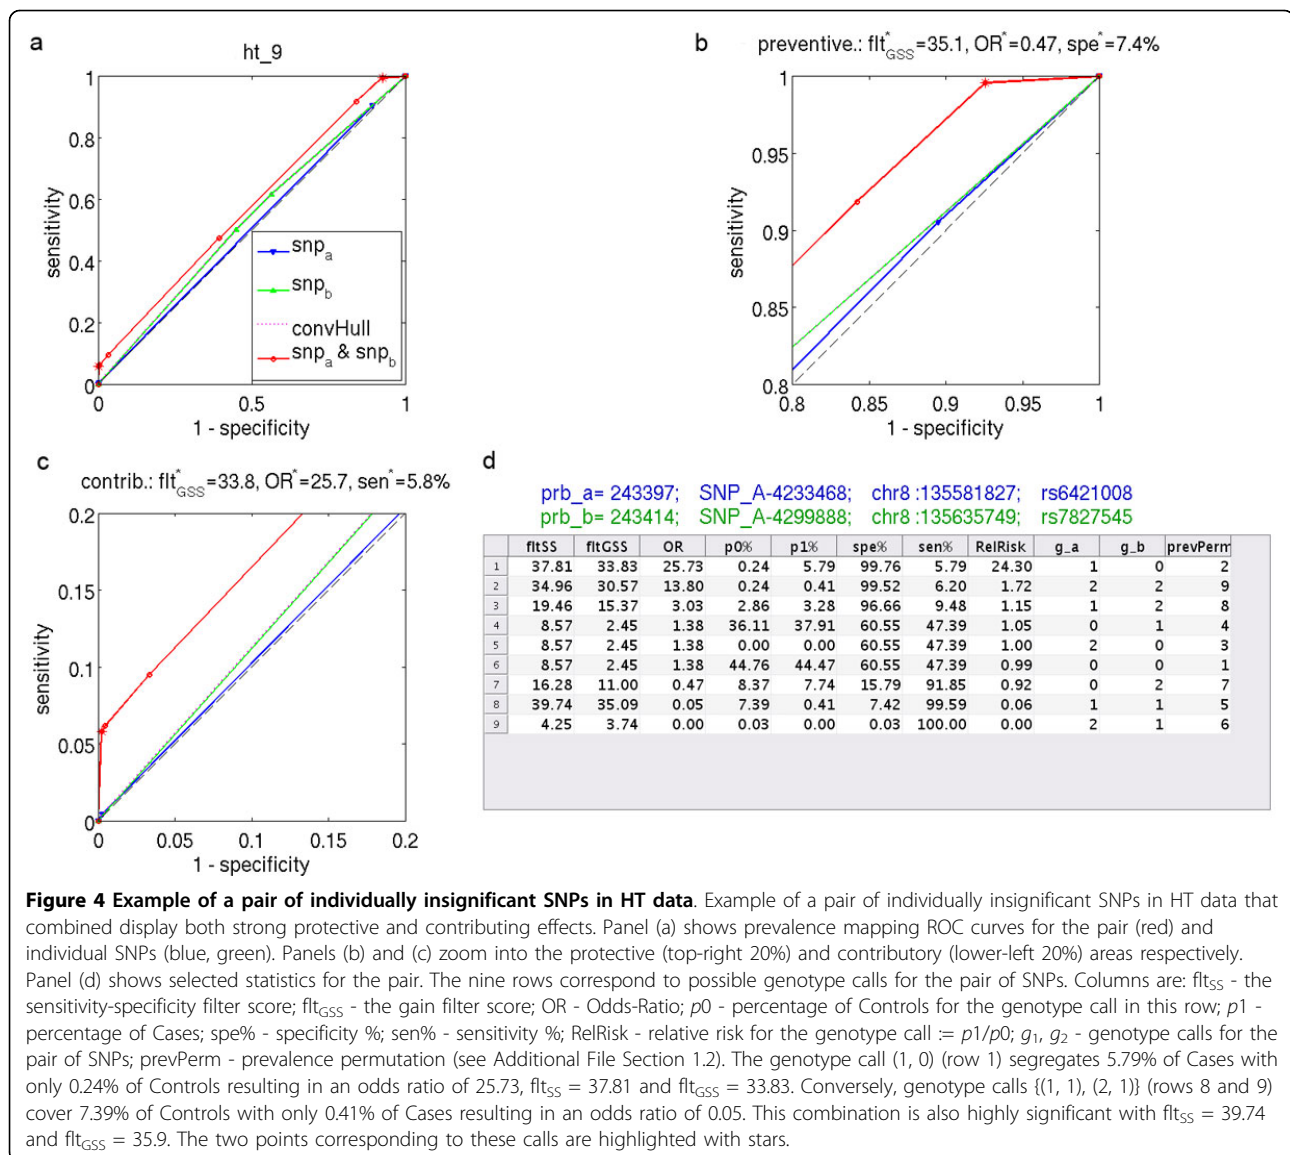 a
ht_9
1
0.8
0.6
0.4
0.2
0
sensitivity
snp_a
snp_b
convHull
snp_a & snp_b
0 0.5 1
1 - specificity
b
preventive.: flt*_GSS=35.1, OR*=0.47, spe*=7.4%
1
0.95
0.9
0.85
0.8
sensitivity
0.8 0.85 0.9 0.95 1
1 - specificity
c
contrib.: flt*_GSS=33.8, OR*=25.7, sen*=5.8%
0.2
0.15
0.1
0.05
0
sensitivity
0 0.05 0.1 0.15 0.2
1 - specificity
d
prb_a= 243397; SNP_A-4233468; chr8 :135581827; rs6421008
prb_b= 243414; SNP_A-4299888; chr8 :135635749; rs7827545
fltSS fltGSS OR p0% p1% spe% sen% RelRisk g_a g_b prevPerm
1 37.81 33.83 25.73 0.24 5.79 99.76 5.79 24.30 1 0 2
2 34.96 30.57 13.80 0.24 0.41 99.52 6.20 1.72 2 2 9
3 19.46 15.37 3.03 2.86 3.28 96.66 9.48 1.15 1 2 8
4 8.57 2.45 1.38 36.11 37.91 60.55 47.39 1.05 0 1 4
5 8.57 2.45 1.38 0.00 0.00 60.55 47.39 1.00 2 0 3
6 8.57 2.45 1.38 44.76 44.47 60.55 47.39 0.99 0 0 1
7 16.28 11.00 0.47 8.37 7.74 15.79 91.85 0.92 0 2 7
8 39.74 35.09 0.05 7.39 0.41 7.42 99.59 0.06 1 1 5
9 4.25 3.74 0.00 0.03 0.00 0.03 100.00 0.00 2 1 6
Figure 4 Example of a pair of individually insignificant SNPs in HT data. Example of a pair of individually insignificant SNPs in HT data that
combined display both strong protective and contributing effects. Panel (a) shows prevalence mapping ROC curves for the pair (red) and
individual SNPs (blue, green). Panels (b) and (c) zoom into the protective (top-right 20%) and contributory (lower-left 20%) areas respectively.
Panel (d) shows selected statistics for the pair. The nine rows correspond to possible genotype calls for the pair of SNPs. Columns are: flt_SS - the
sensitivity-specificity filter score; flt_GSS - the gain filter score; OR - Odds-Ratio; p0 - percentage of Controls for the genotype call in this row; p1 -
percentage of Cases; spe% - specificity %; sen% - sensitivity %; RelRisk - relative risk for the genotype call := p1/p0; g₁, g₂ - genotype calls for the
pair of SNPs; prevPerm - prevalence permutation (see Additional File Section 1.2). The genotype call (1, 0) (row 1) segregates 5.79% of Cases with
only 0.24% of Controls resulting in an odds ratio of 25.73, flt_SS = 37.81 and flt_GSS = 33.83. Conversely, genotype calls {(1, 1), (2, 1)} (rows 8 and 9)
cover 7.39% of Controls with only 0.41% of Cases resulting in an odds ratio of 0.05. This combination is also highly significant with flt_SS = 39.74
and flt_GSS = 35.9. The two points corresponding to these calls are highlighted with stars.